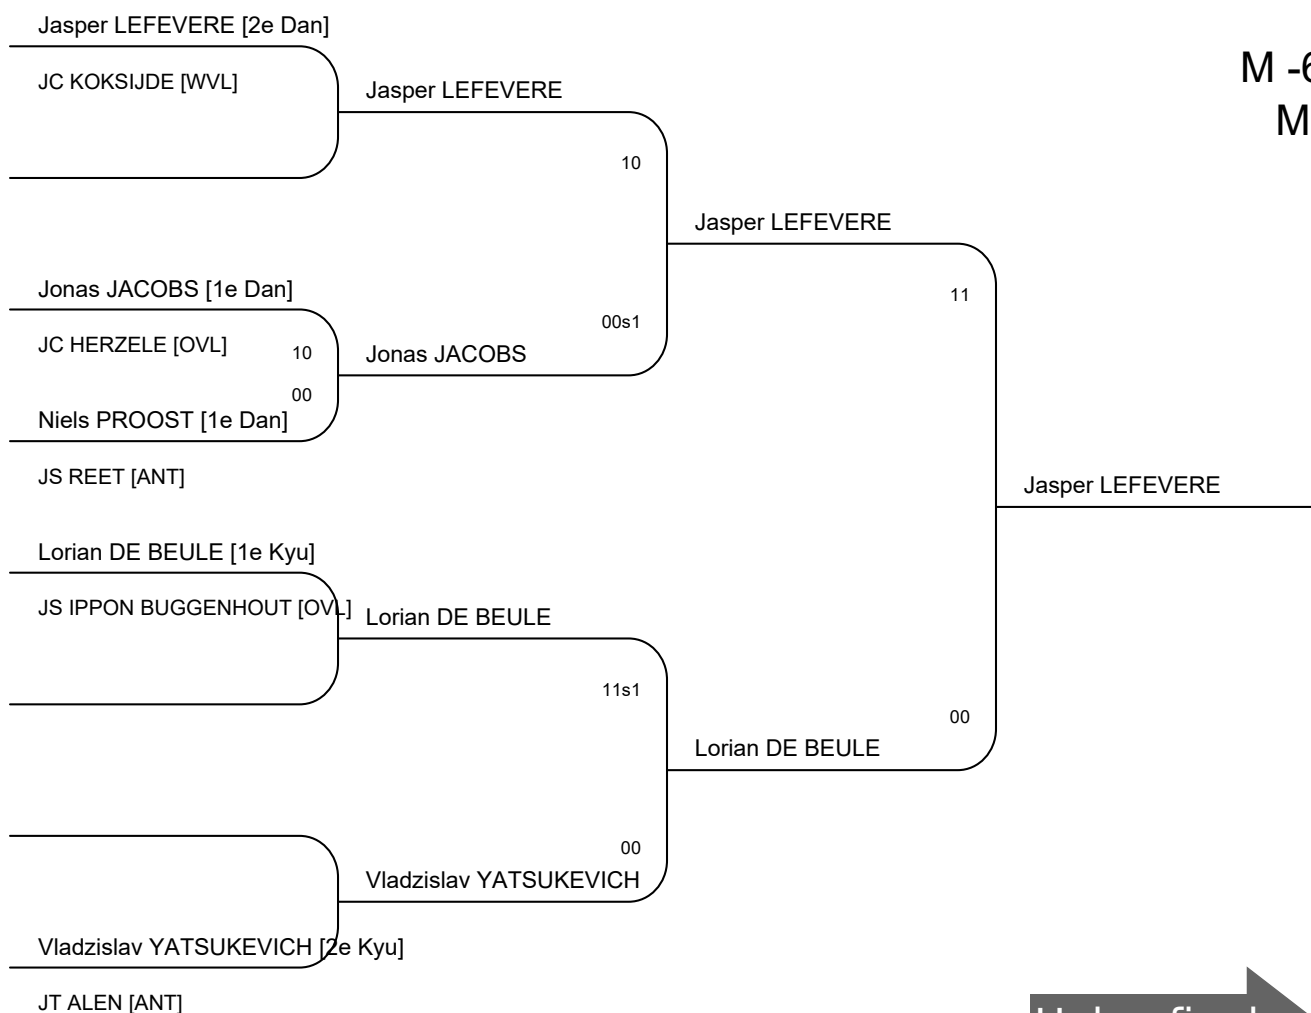 Jasper LEFEVERE [2e Dan]
JC KOKSIJDE [WVL]
Jasper LEFEVERE
10
Jasper LEFEVERE
11
Jonas JACOBS [1e Dan]
JC HERZELE [OVL]
10
00s1
Jonas JACOBS
00
Niels PROOST [1e Dan]
JS REET [ANT]
Jasper LEFEVERE
Lorian DE BEULE [1e Kyu]
JS IPPON BUGGENHOUT [OVL]
Lorian DE BEULE
11s1
00
Lorian DE BEULE
00
Vladzislav YATSUKEVICH
Vladzislav YATSUKEVICH [2e Kyu]
JT ALEN [ANT]
M -6
M